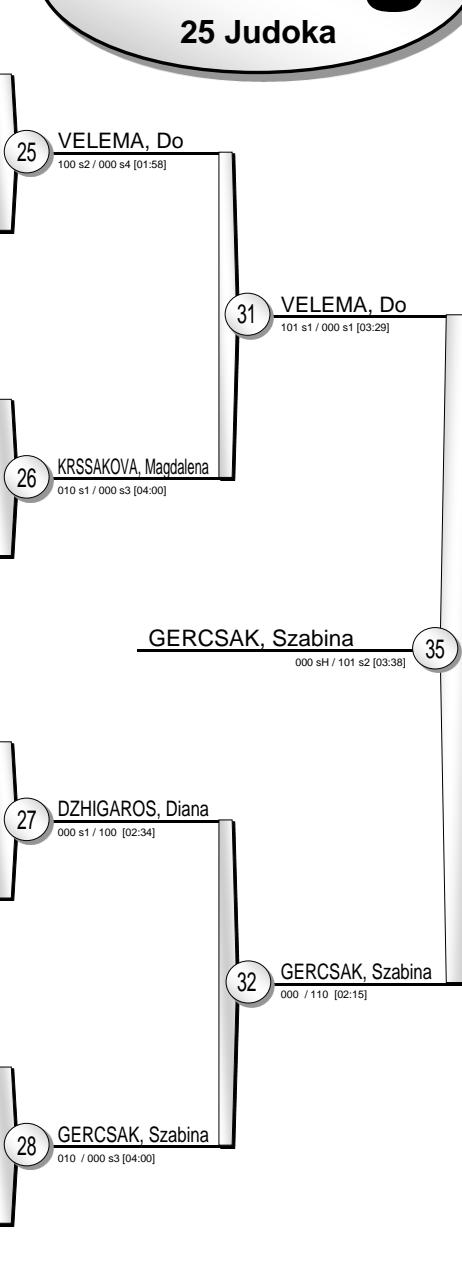 25 Judoka
25 VELEMA, Do
100 s2 / 000 s4 [01:58]
31 VELEMA, Do
101 s1 / 000 s1 [03:29]
26 KRSSAKOVA, Magdalena
010 s1 / 000 s3 [04:00]
GERCSAK, Szabina 35
000 sH / 101 s2 [03:38]
27 DZHIGAROS, Diana
000 s1 / 100 [02:34]
32 GERCSAK, Szabina
000 / 110 [02:15]
28 GERCSAK, Szabina
010 / 000 s3 [04:00]